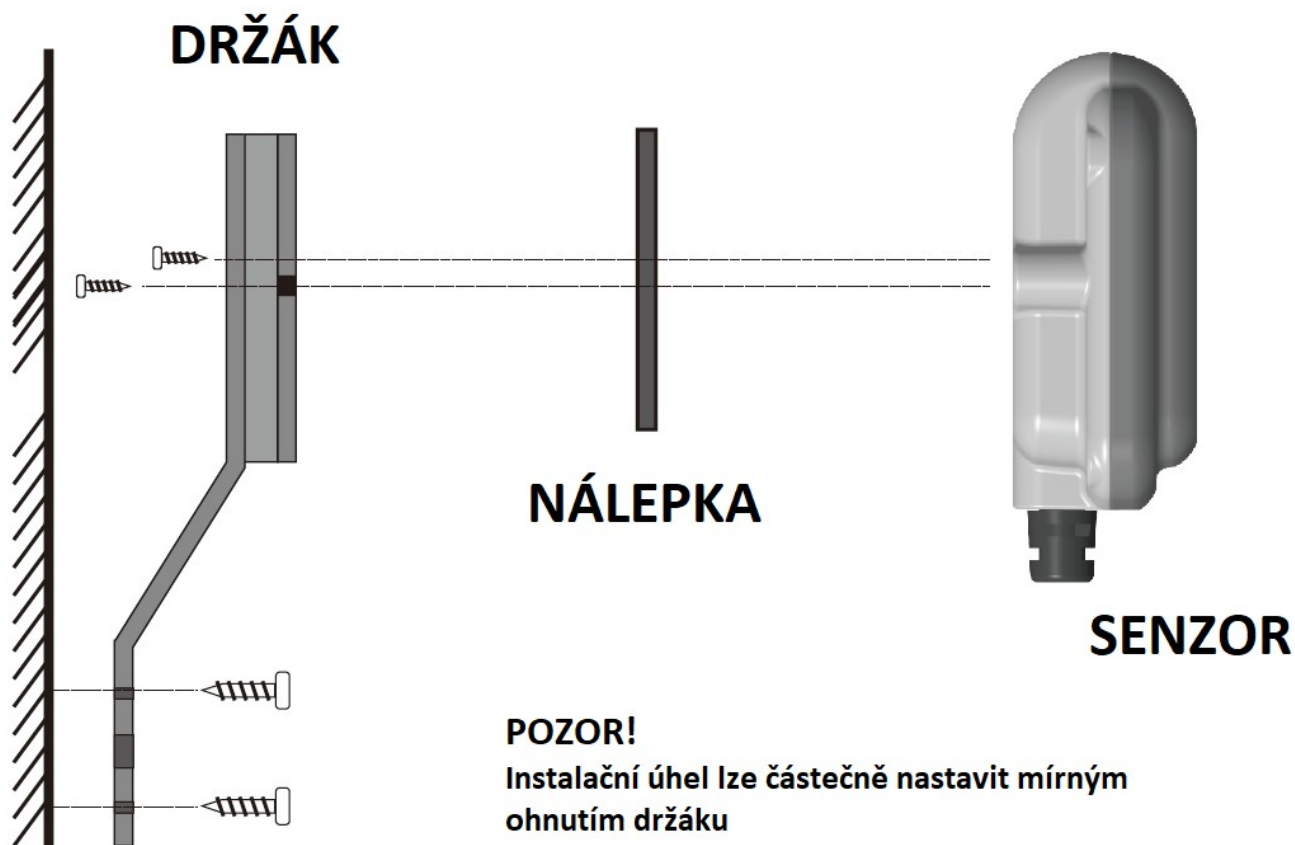 DRŽÁK
NÁLEPKA
SENZOR
POZOR!
Instalační úhel lze částečně nastavit mírným
ohnutím držáku